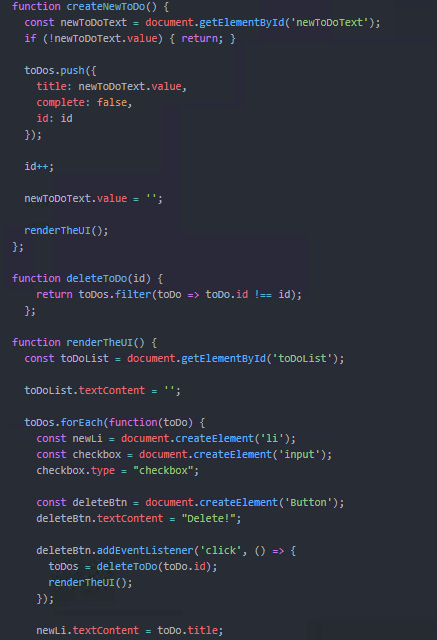 function createNewToDo() {
  const newToDoText = document.getElementById('newToDoText');
  if (!newToDoText.value) { return; }
  toDos.push({
    title: newToDoText.value,
    complete: false,
    id: id
  });
  id++;
  newToDoText.value = '';
  renderTheUI();
};
function deleteToDo(id) {
    return toDos.filter(toDo => toDo.id !== id);
  };
function renderTheUI() {
  const toDoList = document.getElementById('toDoList');
  toDoList.textContent = '';
  toDos.forEach(function(toDo) {
    const newLi = document.createElement('li');
    const checkbox = document.createElement('input');
    checkbox.type = "checkbox";
    const deleteBtn = document.createElement('Button');
    deleteBtn.textContent = "Delete!";
    deleteBtn.addEventListener('click', () => {
      toDos = deleteToDo(toDo.id);
      renderTheUI();
    });
    newLi.textContent = toDo.title;